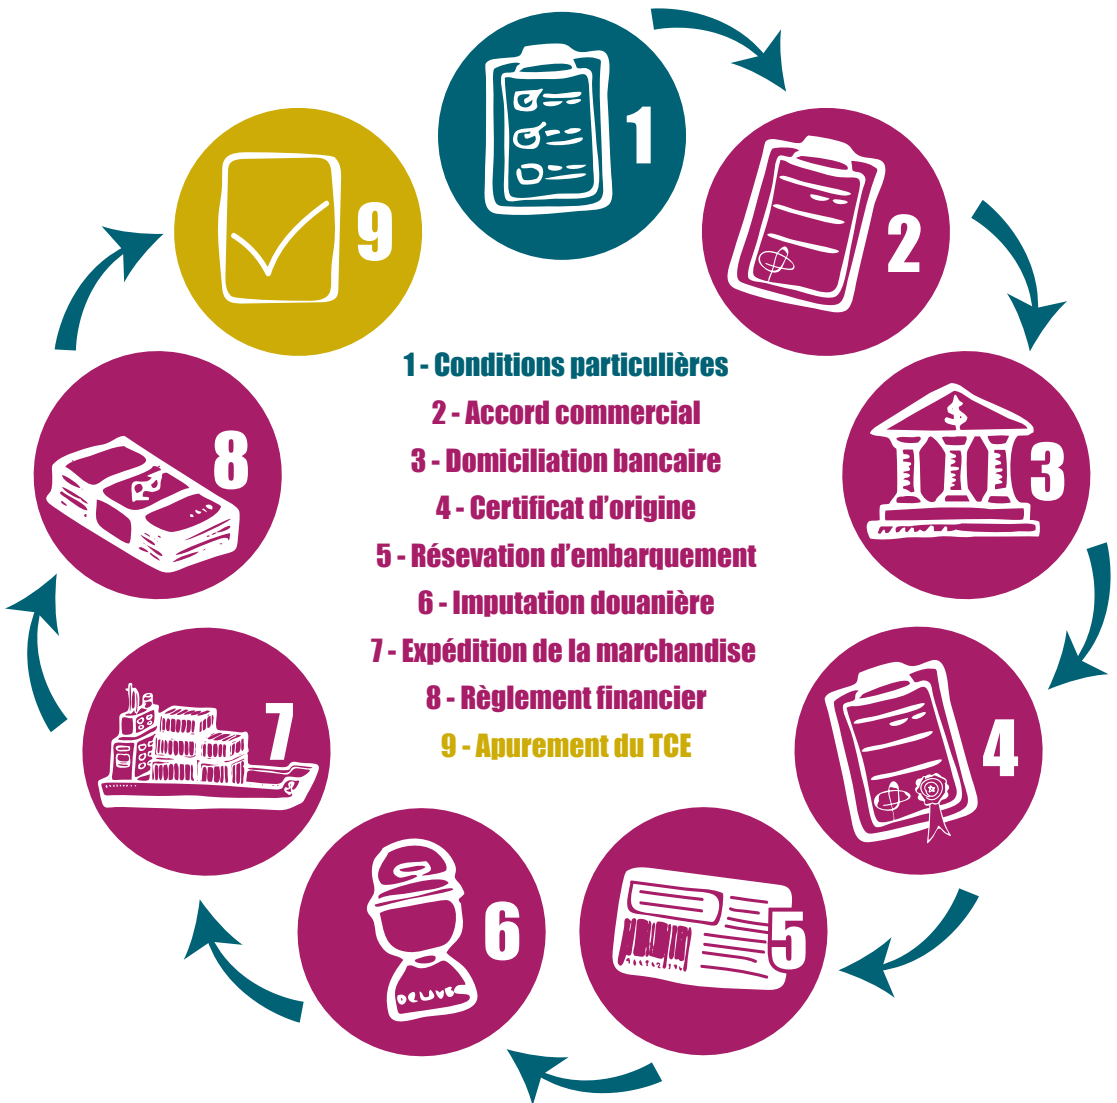 1
2
3
4
5
6
7
8
9
1 - Conditions particulières
2 - Accord commercial
3 - Domiciliation bancaire
4 - Certificat d’origine
5 - Résevation d’embarquement
6 - Imputation douanière
7 - Expédition de la marchandise
8 - Règlement financier
9 - Apurement du TCE